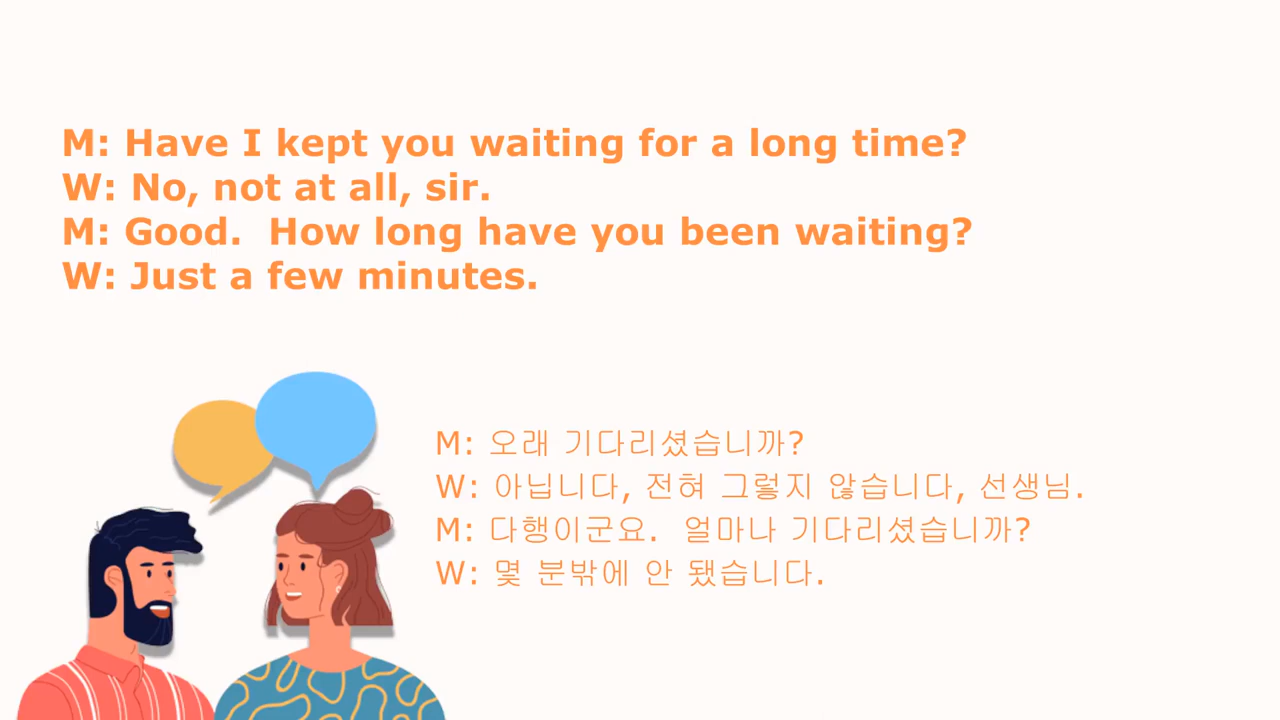 M: Have I kept you waiting for a long time?
W: No, not at all, sir.
M: Good.  How long have you been waiting?
W: Just a few minutes.
M: 오래 기다리셨습니까?
W: 아닙니다, 전혀 그렇지 않습니다, 선생님.
M: 다행이군요.  얼마나 기다리셨습니까?
W: 몇 분밖에 안 됐습니다.